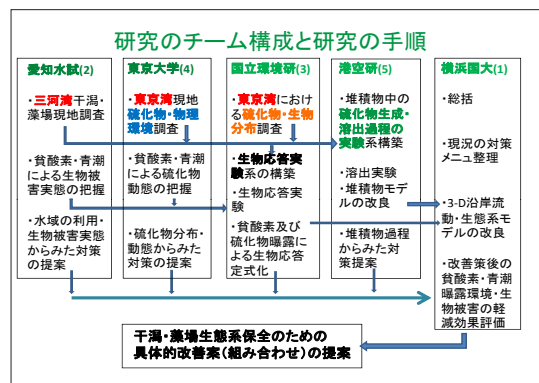 研究のチーム構成と研究の手順
愛知水試(2)
・三河湾干潟・
藻場現地調査
・貧酸素・青潮
による生物被
害実態の把握
・水域の利用・
生物被害実態
からみた対策
の提案
東京大学(4)
・東京湾現地
硫化物・物理
環境調査
・貧酸素・青潮
による硫化物
動態の把握
・硫化物分布・
動態からみた
対策の提案
国立環境研(3)
・東京湾におけ
る硫化物・生物
分布調査
・生物応答実
験系の構築
・生物応答実
験
・貧酸素及び
硫化物曝露に
よる生物応答
定式化
港空研(5)
・堆積物中の
硫化物生成・
溶出過程の
実験系構築
・溶出実験
・堆積物モデ
ルの改良
・堆積物過程
からみた対
策提案
横浜国大(1)
・総括
・現況の対策
メニュ整理
・3-D沿岸流
動・生態系モ
デルの改良
・改善策後の
貧酸素・青潮
曝露環境・生
物被害の軽
減効果評価
干潟・藻場生態系保全のための
具体的改善案(組み合わせ)の提案